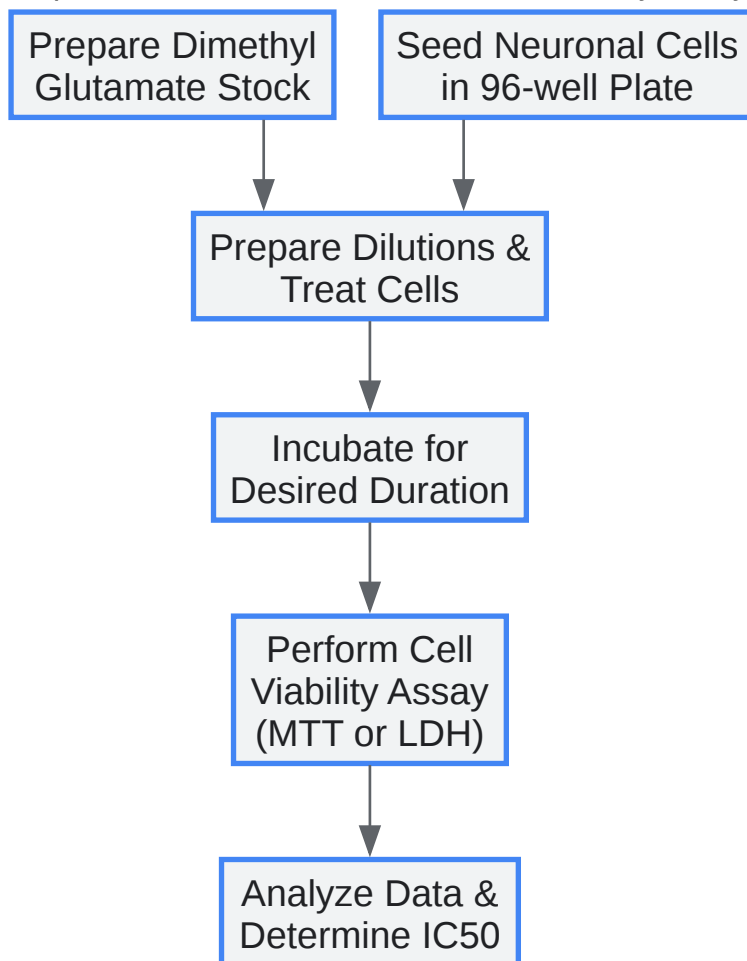 Prepare Dimethyl
Glutamate Stock
Seed Neuronal Cells
in 96-well Plate
Prepare Dilutions &
Treat Cells
Incubate for
Desired Duration
Perform Cell
Viability Assay
(MTT or LDH)
Analyze Data &
Determine IC50